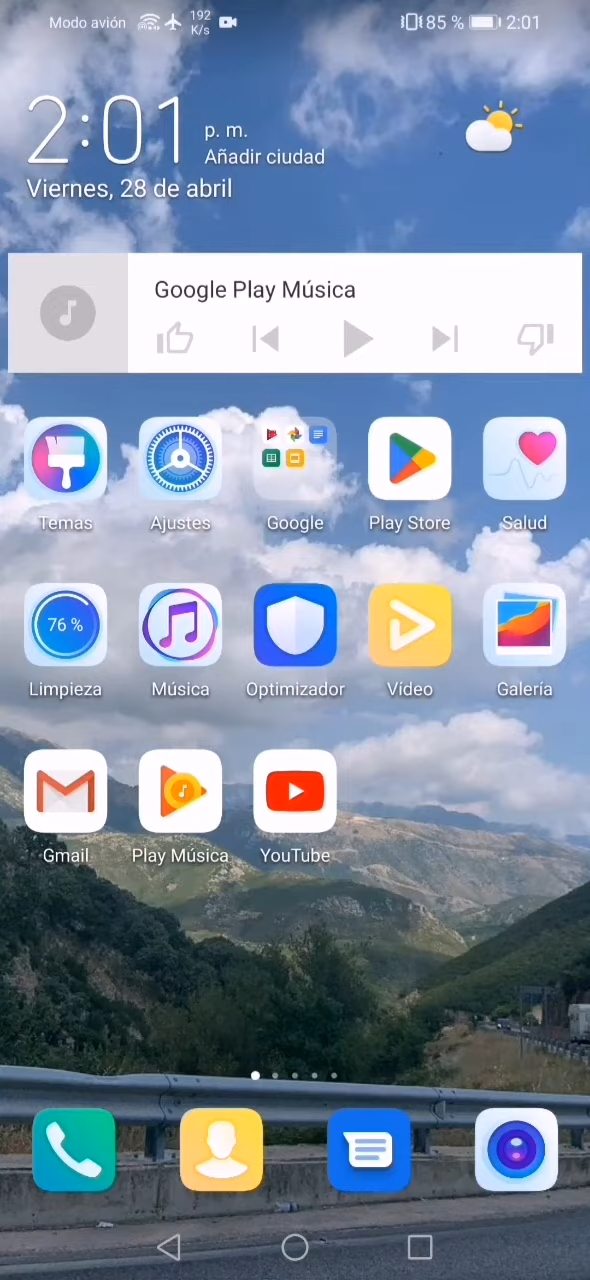 Modo avión
192
K/s
85 %
2:01
2:01
p. m.
Añadir ciudad
Viernes, 28 de abril
Google Play Música
Temas
Ajustes
Google
Play Store
Salud
76 %
Limpieza
Música
Optimizador
Vídeo
Galería
Gmail
Play Música
YouTube